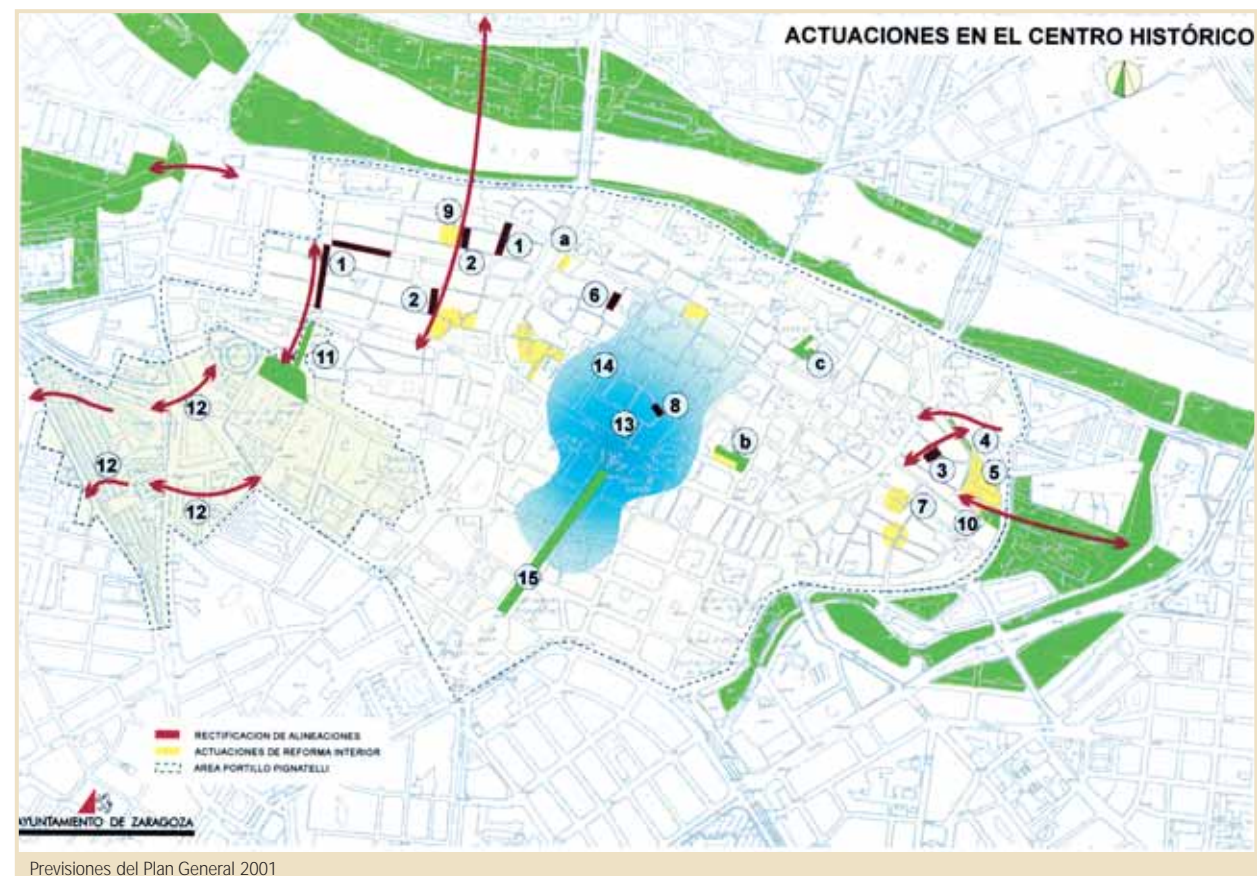 ACTUACIONES EN EL CENTRO HISTÓRICO
9
1
a
2
1
6
2
11
14
c
12
8
13
b
4
3
5
12
7
12
10
15
12
RECTIFICACION DE ALINEACIONES
ACTUACIONES DE REFORMA INTERIOR
AREA PORTILLO PIGNATELLI
AYUNTAMIENTO DE ZARAGOZA
Previsiones del Plan General 2001